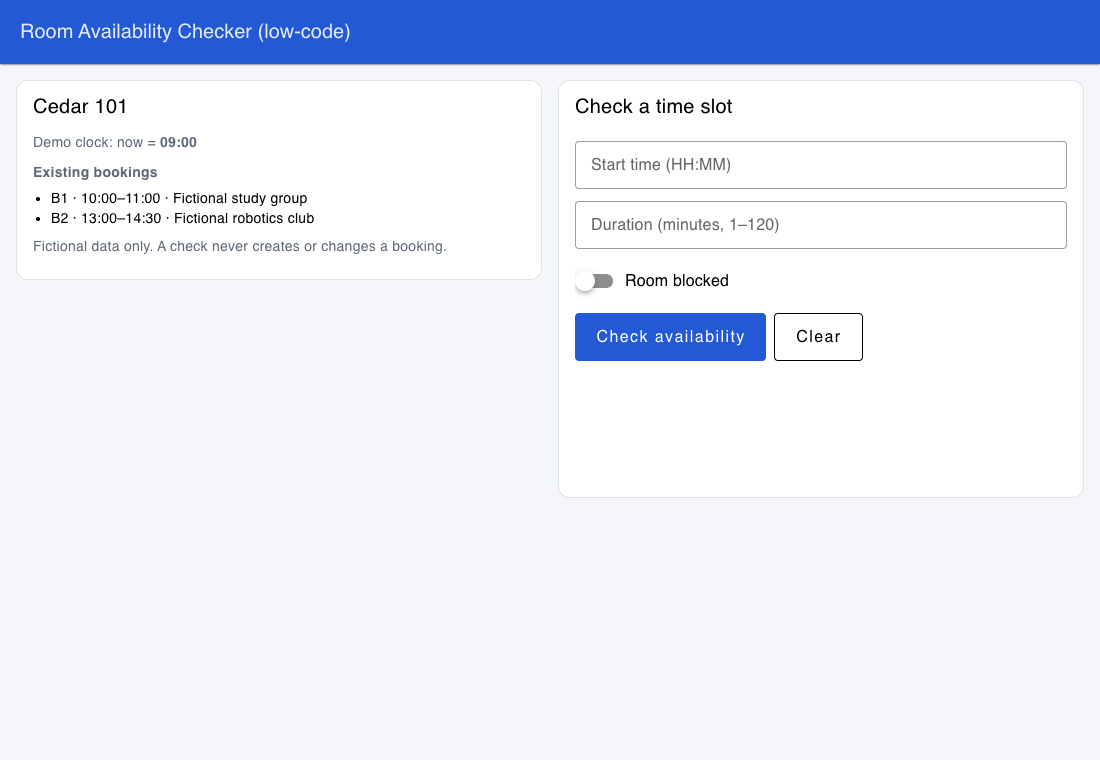 Room Availability Checker (low-code)
Cedar 101
Demo clock: now = 09:00
Existing bookings
• B1 · 10:00–11:00 · Fictional study group
• B2 · 13:00–14:30 · Fictional robotics club
Fictional data only. A check never creates or changes a booking.
Check a time slot
Start time (HH:MM)
Duration (minutes, 1–120)
Room blocked
Check availability
Clear